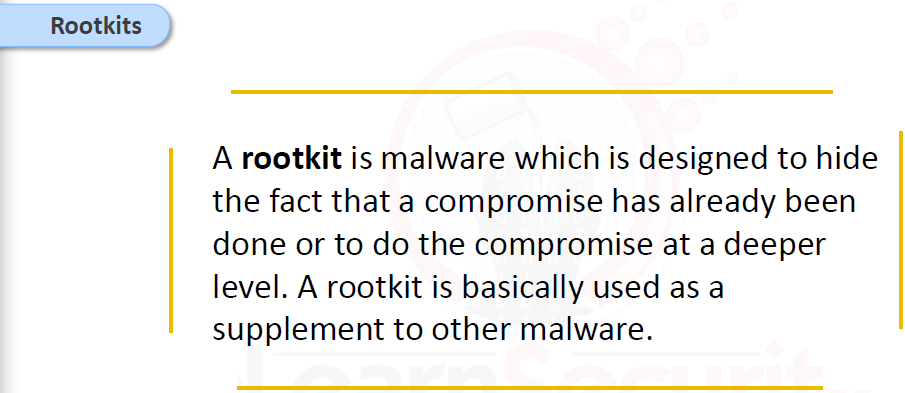 Rootkits
A rootkit is malware which is designed to hide
the fact that a compromise has already been
done or to do the compromise at a deeper
level. A rootkit is basically used as a
supplement to other malware.